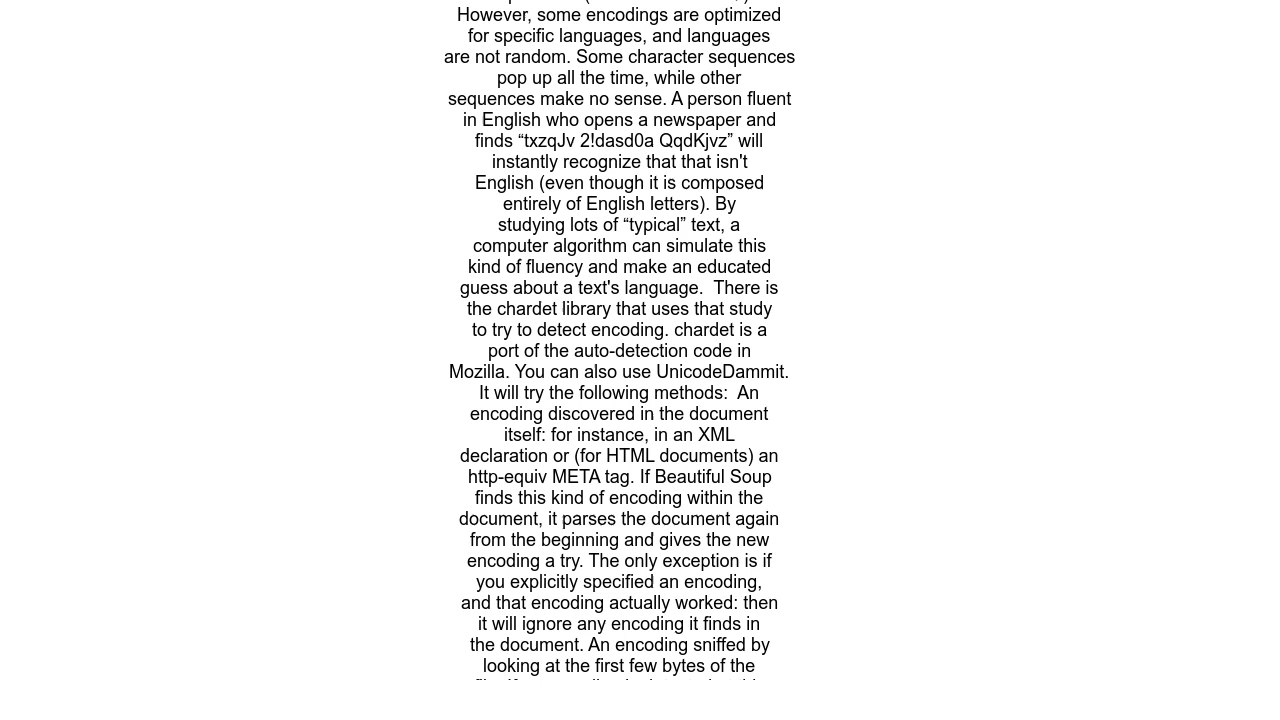 However, some encodings are optimized
for specific languages, and languages
are not random. Some character sequences
pop up all the time, while other
sequences make no sense. A person fluent
in English who opens a newspaper and
finds “txzqJv 2!dasd0a QqdKjvz” will
instantly recognize that that isn't
English (even though it is composed
entirely of English letters). By
studying lots of “typical” text, a
computer algorithm can simulate this
kind of fluency and make an educated
guess about a text's language.  There is
the chardet library that uses that study
to try to detect encoding. chardet is a
port of the auto-detection code in
Mozilla. You can also use UnicodeDammit.
It will try the following methods:  An
encoding discovered in the document
itself: for instance, in an XML
declaration or (for HTML documents) an
http-equiv META tag. If Beautiful Soup
finds this kind of encoding within the
document, it parses the document again
from the beginning and gives the new
encoding a try. The only exception is if
you explicitly specified an encoding,
and that encoding actually worked: then
it will ignore any encoding it finds in
the document. An encoding sniffed by
looking at the first few bytes of the